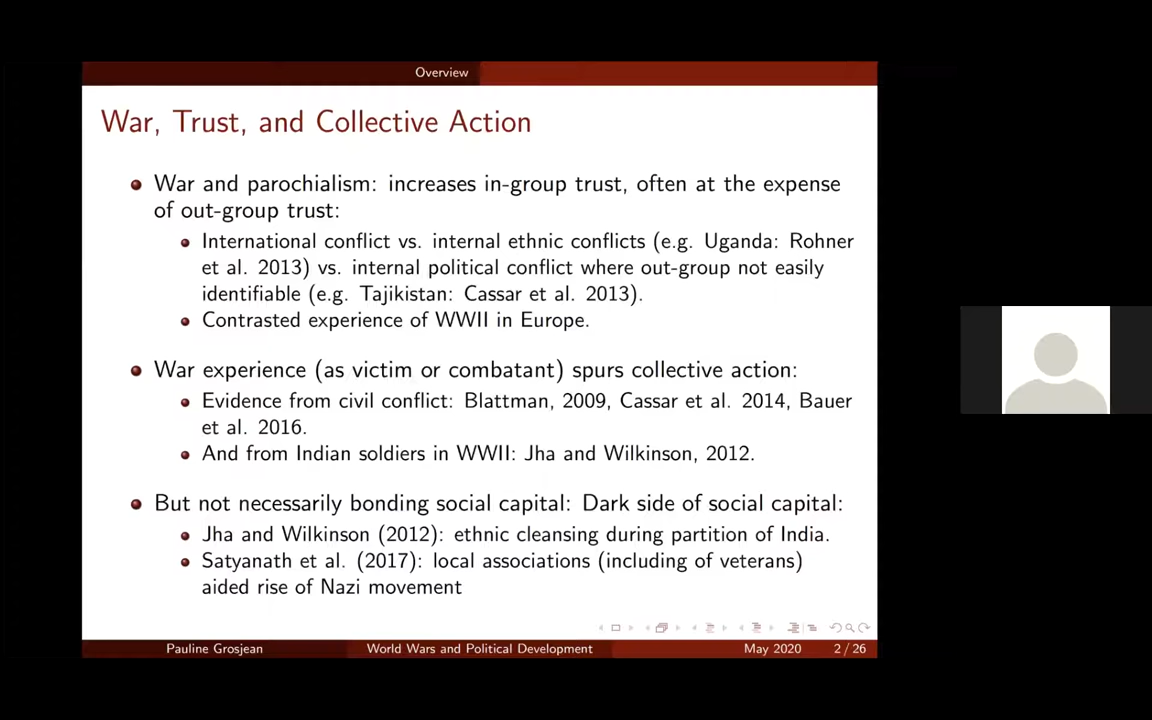 Overview
War, Trust, and Collective Action
War and parochialism: increases in-group trust, often at the expense
of out-group trust:
International conflict vs. internal ethnic conflicts (e.g. Uganda: Rohner
et al. 2013) vs. internal political conflict where out-group not easily
identifiable (e.g. Tajikistan: Cassar et al. 2013).
Contrasted experience of WWII in Europe.
War experience (as victim or combatant) spurs collective action:
Evidence from civil conflict: Blattman, 2009, Cassar et al. 2014, Bauer
et al. 2016.
And from Indian soldiers in WWII: Jha and Wilkinson, 2012.
But not necessarily bonding social capital: Dark side of social capital:
Jha and Wilkinson (2012): ethnic cleansing during partition of India.
Satyanath et al. (2017): local associations (including of veterans)
aided rise of Nazi movement
Pauline Grosjean World Wars and Political Development May 2020 2 / 26